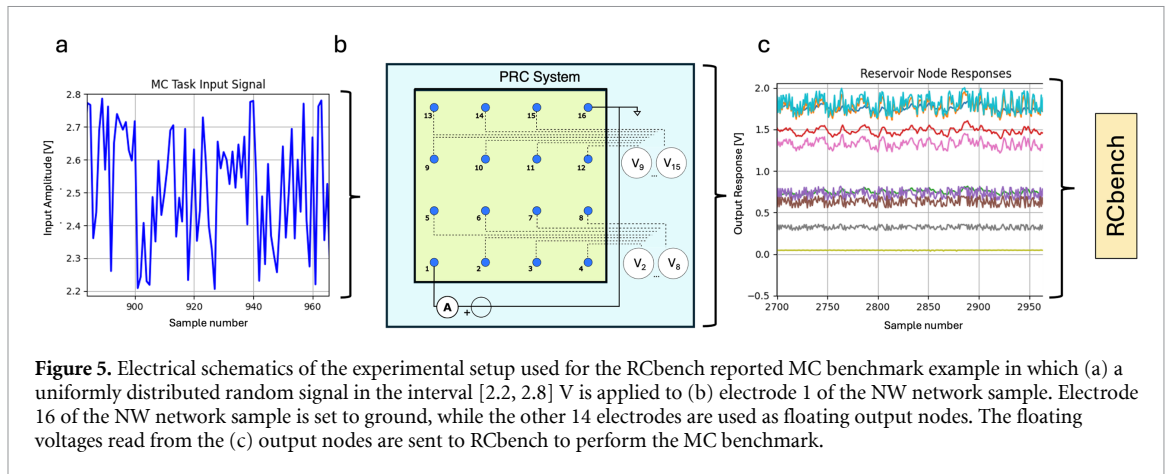 a
b
c
MC Task Input Signal
Input Amplitude [V]
2.8
2.7
2.6
2.5
2.4
2.3
2.2
900
920
940
960
Sample number
PRC System
13
14
15
16
9
10
11
12
V9
...
V15
5
6
7
8
1
2
3
4
V2
...
V8
A
+
Reservoir Node Responses
Output Response [V]
2.0
1.5
1.0
0.5
0.0
−0.5
2700
2750
2800
2850
2900
2950
Sample number
RCbench
Figure 5. Electrical schematics of the experimental setup used for the RCbench reported MC benchmark example in which (a) a
uniformly distributed random signal in the interval [2.2, 2.8] V is applied to (b) electrode 1 of the NW network sample. Electrode
16 of the NW network sample is set to ground, while the other 14 electrodes are used as floating output nodes. The floating
voltages read from the (c) output nodes are sent to RCbench to perform the MC benchmark.